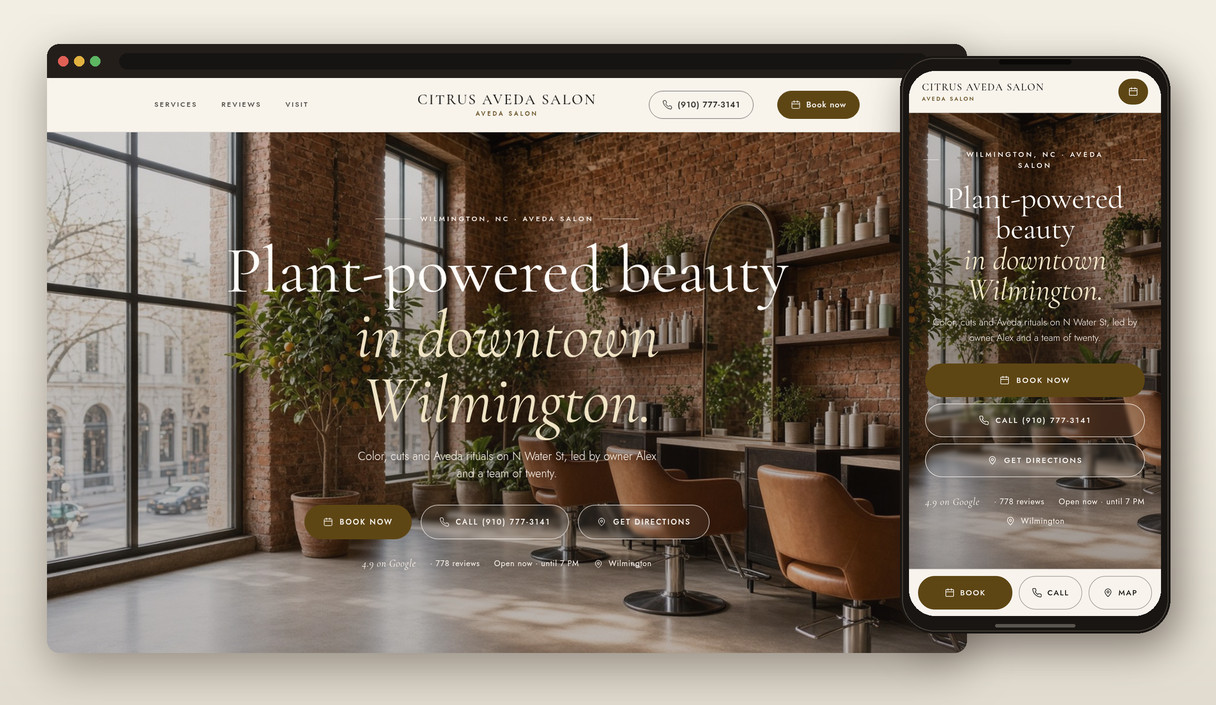 SERVICES REVIEWS VISIT
CITRUS AVEDA SALON
AVEDA SALON
(910) 777-3141
Book now
WILMINGTON, NC · AVEDA SALON
Plant-powered beauty
in downtown
Wilmington.
Color, cuts and Aveda rituals on N Water St, led by owner Alex
and a team of twenty.
BOOK NOW
CALL (910) 777-3141
GET DIRECTIONS
4.9 on Google · 778 reviews Open now · until 7 PM Wilmington
CITRUS AVEDA SALON
AVEDA SALON
WILMINGTON, NC · AVEDA
SALON
Plant-powered
beauty
in downtown
Wilmington.
Color, cuts and Aveda rituals on N Water St, led by
owner Alex and a team of twenty.
BOOK NOW
CALL (910) 777-3141
GET DIRECTIONS
4.9 on Google · 778 reviews Open now · until 7 PM
Wilmington
BOOK
CALL
MAP